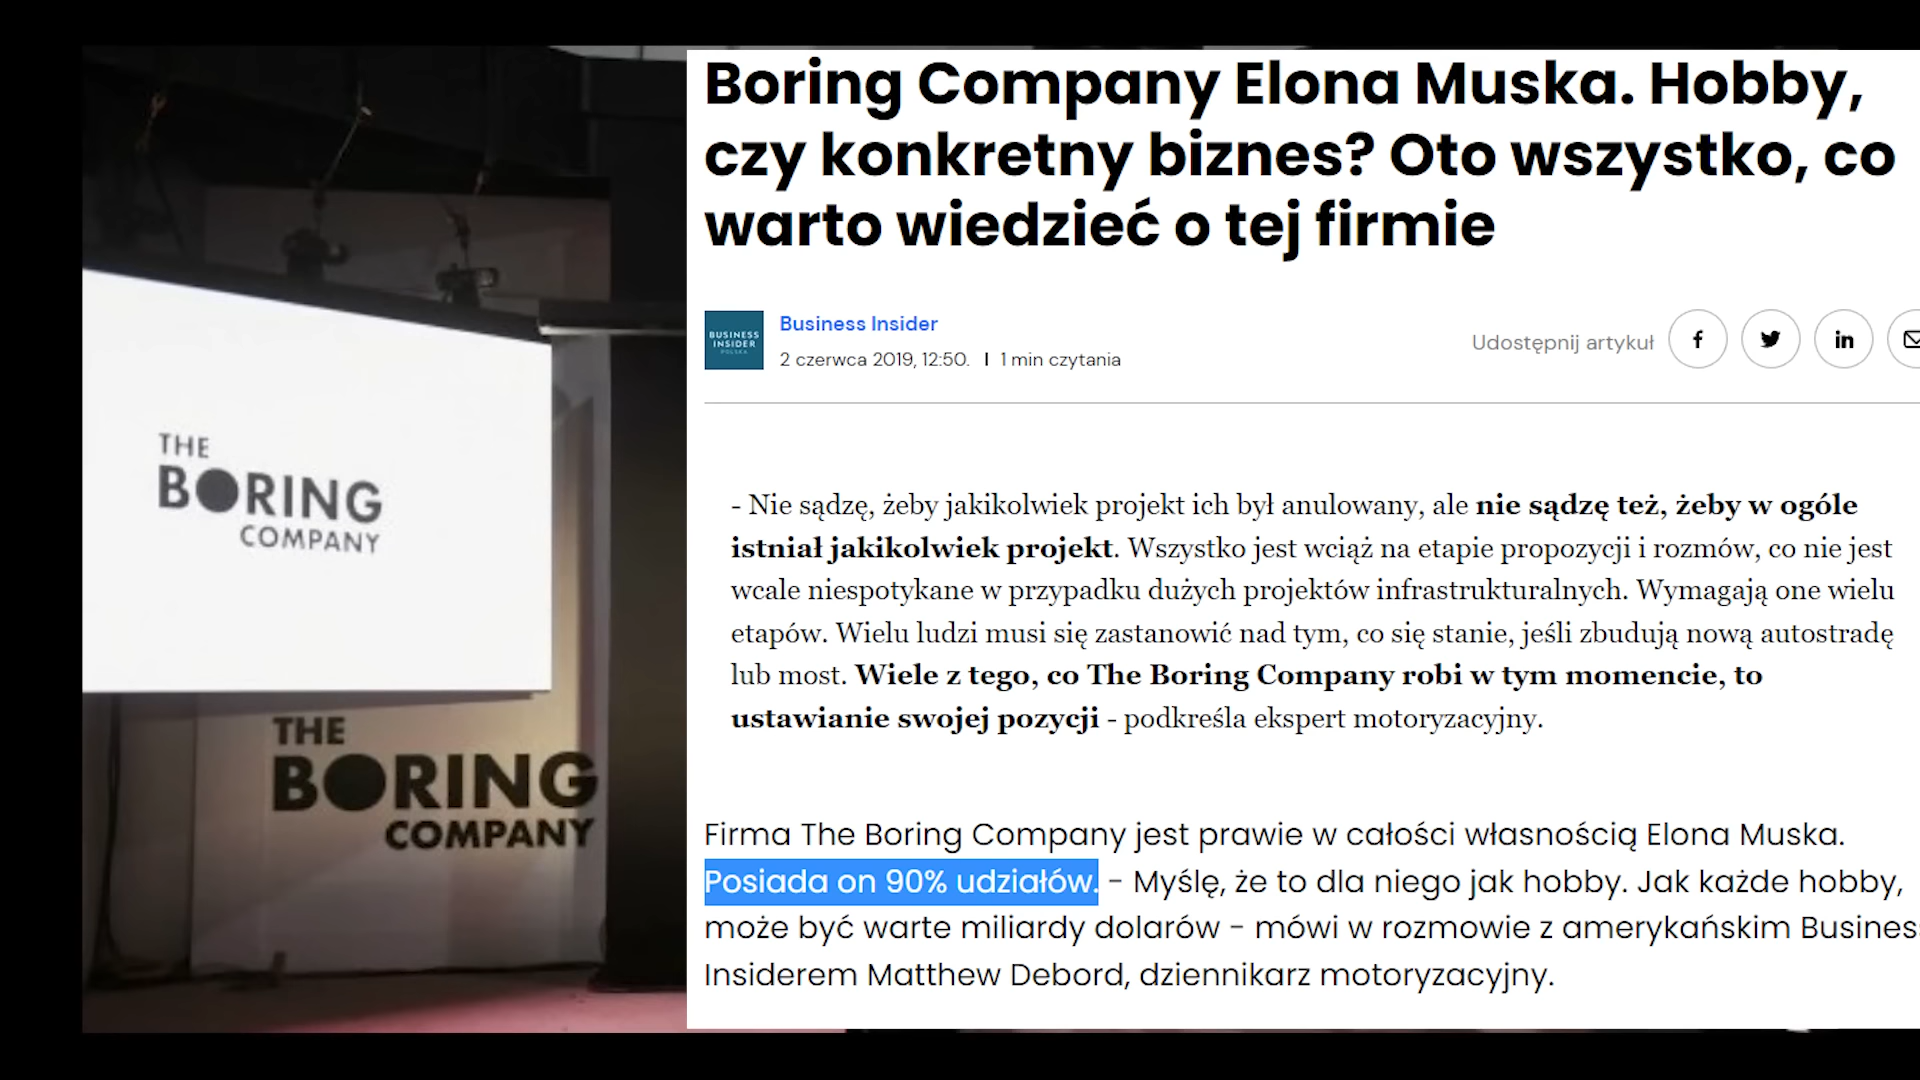 THE
BORING
COMPANY
THE
BORING
COMPANY
Boring Company Elona Muska. Hobby,
czy konkretny biznes? Oto wszystko, co
warto wiedzieć o tej firmie
BUSINESS
INSIDER
POLSKA
Business Insider
2 czerwca 2019, 12:50. | 1 min czytania
Udostępnij artykuł
- Nie sądzę, żeby jakikolwiek projekt ich był anulowany, ale nie sądzę też, żeby w ogóle
istniał jakikolwiek projekt. Wszystko jest wciąż na etapie propozycji i rozmów, co nie jest
wcale niespotykane w przypadku dużych projektów infrastrukturalnych. Wymagają one wielu
etapów. Wielu ludzi musi się zastanowić nad tym, co się stanie, jeśli zbudują nową autostradę
lub most. Wiele z tego, co The Boring Company robi w tym momencie, to
ustawianie swojej pozycji - podkreśla ekspert motoryzacyjny.
Firma The Boring Company jest prawie w całości własnością Elona Muska.
Posiada on 90% udziałów. - Myślę, że to dla niego jak hobby. Jak każde hobby,
może być warte miliardy dolarów - mówi w rozmowie z amerykańskim Busines
Insiderem Matthew Debord, dziennikarz motoryzacyjny.